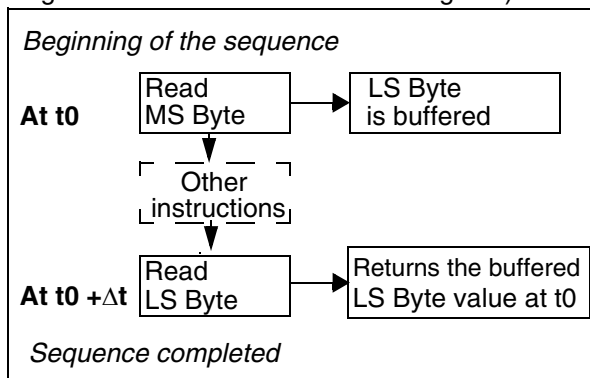 Beginning of the sequence
At t0
Read
MS Byte
LS Byte
is buffered
Other
instructions
At t0 +Δt
Read
LS Byte
Returns the buffered
LS Byte value at t0
Sequence completed